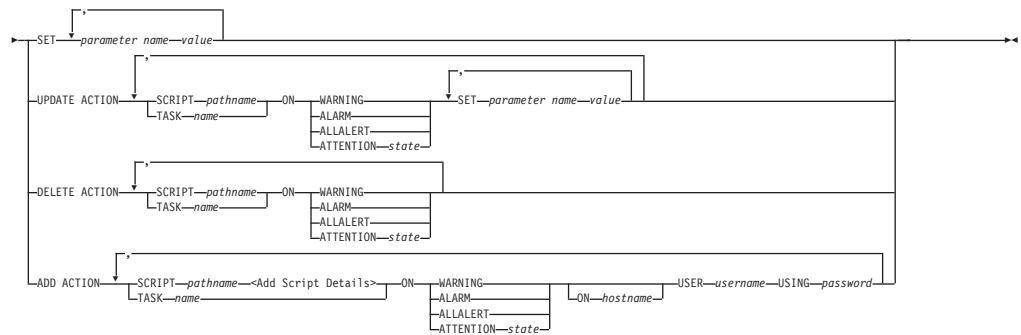 ,
SET parameter name value
,
,
UPDATE ACTION SCRIPT pathname ON WARNING SET parameter name value
TASK name ALARM
ALLALERT
ATTENTION state
,
DELETE ACTION SCRIPT pathname ON WARNING
TASK name ALARM
ALLALERT
ATTENTION state
,
ADD ACTION SCRIPT pathname <Add Script Details> ON WARNING USER username USING password
TASK name ALARM ON hostname
ALLALERT
ATTENTION state